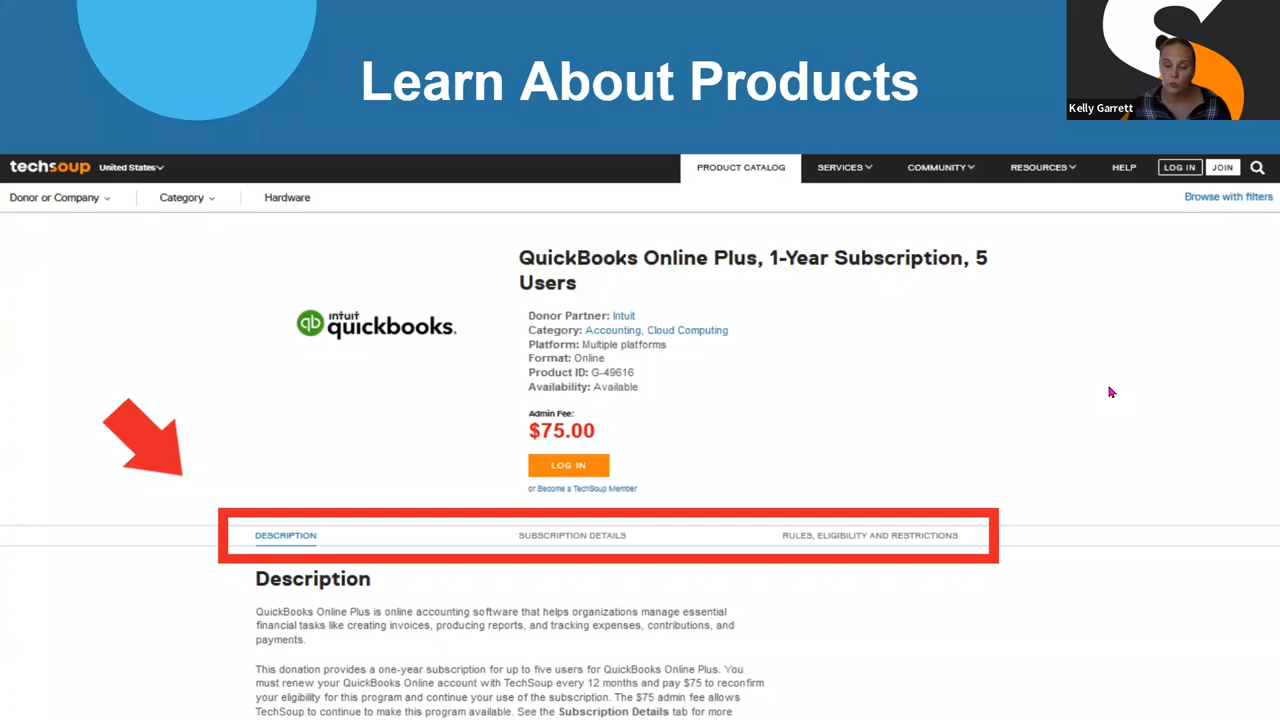 Learn About Products
Kelly Garrett
techsoup United States
PRODUCT CATALOG SERVICES COMMUNITY RESOURCES HELP LOG IN JOIN
Donor or Company Category Hardware Browse with filters
QuickBooks Online Plus, 1-Year Subscription, 5
Users
intuit
qb quickbooks.
Donor Partner: Intuit
Category: Accounting, Cloud Computing
Platform: Multiple platforms
Format: Online
Product ID: G-49616
Availability: Available
Admin Fee:
$75.00
LOG IN
or Become a TechSoup Member
DESCRIPTION SUBSCRIPTION DETAILS RULES, ELIGIBILITY AND RESTRICTIONS
Description
QuickBooks Online Plus is online accounting software that helps organizations manage essential
financial tasks like creating invoices, producing reports, and tracking expenses, contributions, and
payments.
This donation provides a one-year subscription for up to five users for QuickBooks Online Plus. You
must renew your QuickBooks Online account with TechSoup every 12 months and pay $75 to reconfirm
your eligibility for this program and continue your use of the subscription. The $75 admin fee allows
TechSoup to continue to make this program available. See the Subscription Details tab for more